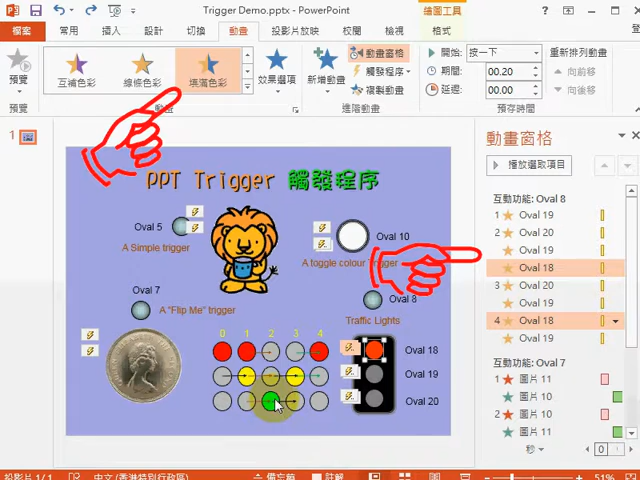 Trigger Demo.pptx - PowerPoint
繪圖工具
檔案
常用
插入
設計
切換
動畫
投影片放映
校閱
檢視
格式
預覽
互補色彩
線條色彩
填滿色彩
效果選項
新增動畫
動畫窗格
觸發程序
複製動畫
開始: 按一下
期間: 00.20
延遲: 00.00
重新排列動畫
向前移
向後移
預覽
進階動畫
預存時間
1
PPT Trigger 觸發程序
Oval 5
A Simple trigger
Oval 10
A toggle colour Trigger
Oval 7
A "Flip Me" trigger
Oval 8
Traffic Lights
0 1 2 3 4
Oval 18
Oval 19
Oval 20
動畫窗格
播放選取項目
互動功能: Oval 8
1 Oval 19
2 Oval 20
Oval 19
Oval 18
3 Oval 20
Oval 19
4 Oval 18
Oval 19
互動功能: Oval 7
1 圖片 11
圖片 10
2 圖片 10
圖片 11
秒
0
投影片 1/1
中文 (香港特別行政區)
備忘稿
註解
51%